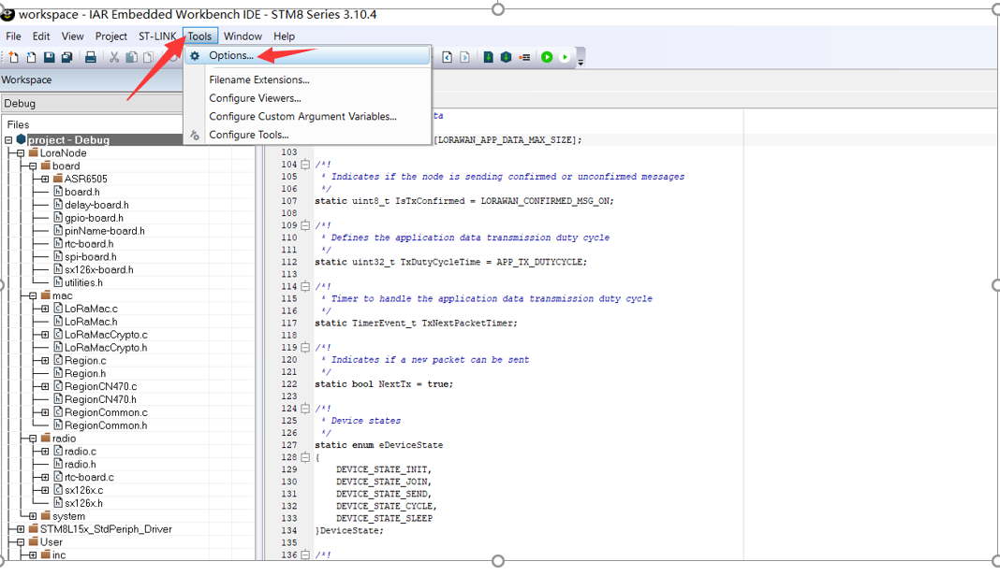 workspace - IAR Embedded Workbench IDE - STM8 Series 3.10.4
File Edit View Project ST-LINK Tools Window Help
Options...
Filename Extensions...
Configure Viewers...
Configure Custom Argument Variables...
Configure Tools...
Workspace
Debug
Files
project - Debug
LoraNode
board
ASR6505
board.h
delay-board.h
gpio-board.h
pinName-board.h
rtc-board.h
spi-board.h
sx126x-board.h
utilities.h
mac
LoRaMac.c
LoRaMac.h
LoRaMacCrypto.c
LoRaMacCrypto.h
Region.c
Region.h
RegionCN470.c
RegionCN470.h
RegionCommon.c
RegionCommon.h
radio
radio.c
radio.h
rtc-board.c
sx126x.c
sx126x.h
system
STM8L15x_StdPeriph_Driver
User
inc
ta
[LORAWAN_APP_DATA_MAX_SIZE];
103
104 /*!
105 * Indicates if the node is sending confirmed or unconfirmed messages
106 */
107 static uint8_t IsTxConfirmed = LORAWAN_CONFIRMED_MSG_ON;
108
109 /*!
110 * Defines the application data transmission duty cycle
111 */
112 static uint32_t TxDutyCycleTime = APP_TX_DUTYCYCLE;
113
114 /*!
115 * Timer to handle the application data transmission duty cycle
116 */
117 static TimerEvent_t TxNextPacketTimer;
118
119 /*!
120 * Indicates if a new packet can be sent
121 */
122 static bool NextTx = true;
123
124 /*!
125 * Device states
126 */
127 static enum eDeviceState
128 {
129 DEVICE_STATE_INIT,
130 DEVICE_STATE_JOIN,
131 DEVICE_STATE_SEND,
132 DEVICE_STATE_CYCLE,
133 DEVICE_STATE_SLEEP
134 }DeviceState;
135
136 /*!